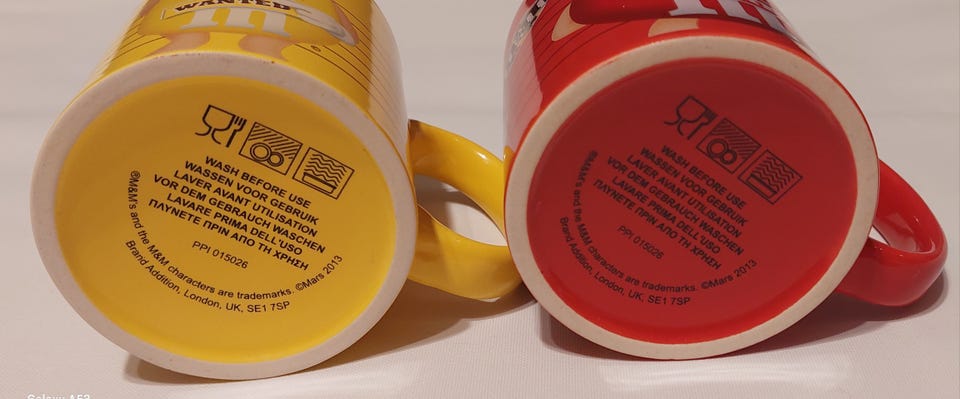 WANTED
m
©
WASH BEFORE USE
WASSEN VOOR GEBRUIK
LAVER AVANT UTILISATION
VOR DEM GEBRAUCH WASCHEN
LAVARE PRIMA DELL'USO
ΠΛΥΝΕΤΕ ΠΡΙΝ ΑΠΟ ΤΗ ΧΡΗΣΗ
PPI 015026
®M&M's and the M&M characters are trademarks. ©Mars 2013
Brand Addition, London, UK, SE1 7SP
m
WASH BEFORE USE
WASSEN VOOR GEBRUIK
LAVER AVANT UTILISATION
VOR DEM GEBRAUCH WASCHEN
LAVARE PRIMA DELL'USO
ΠΛΥΝΕΤΕ ΠΡΙΝ ΑΠΟ ΤΗ ΧΡΗΣΗ
PPI 015026
®M&M's and the M&M characters are trademarks. ©Mars 2013
Brand Addition, London, UK, SE1 7SP
Galaxy A53